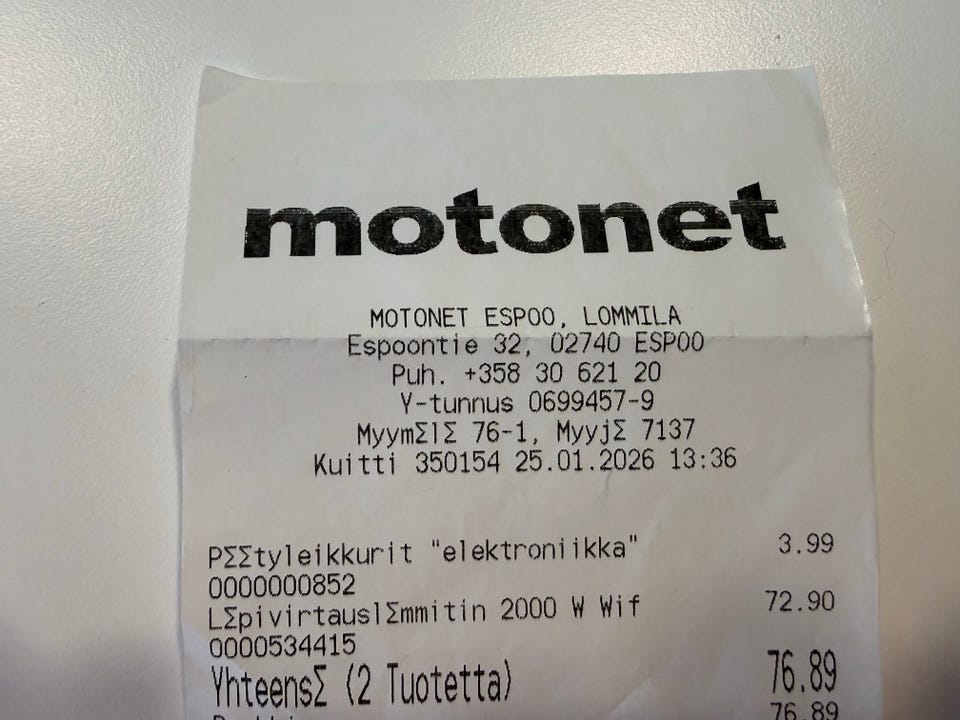 motonet
MOTONET ESPOO, LOMMILA
Espoontie 32, 02740 ESPOO
Puh. +358 30 621 20
Y-tunnus 0699457-9
MyymΣlΣ 76-1, MyyjΣ 7137
Kuitti 350154 25.01.2026 13:36
PΣΣtyleikkurit "elektroniikka" 3.99
0000000852
LΣpivirtauslΣmmitin 2000 W Wif 72.90
0000534415
YhteensΣ (2 Tuotetta) 76.89
76.89